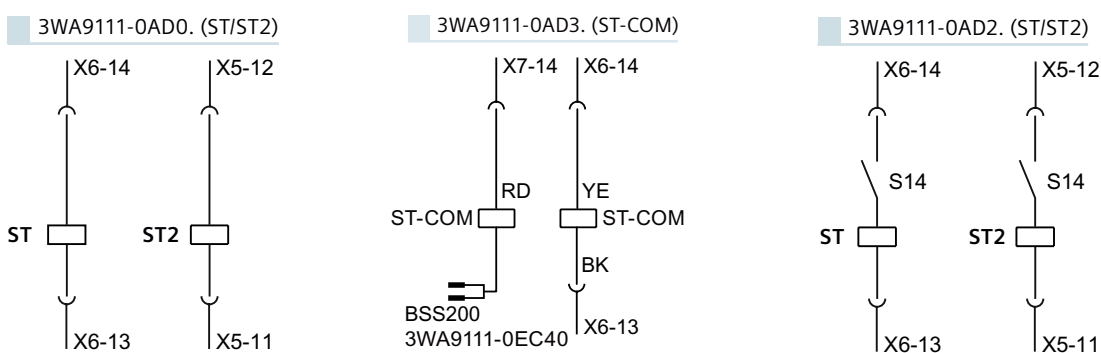 3WA9111-0AD0. (ST/ST2)
X6-14
X5-12
ST
ST2
X6-13
X5-11
3WA9111-0AD3. (ST-COM)
X7-14
X6-14
RD
YE
ST-COM
ST-COM
BK
BSS200
3WA9111-0EC40
X6-13
3WA9111-0AD2. (ST/ST2)
X6-14
X5-12
S14
S14
ST
ST2
X6-13
X5-11